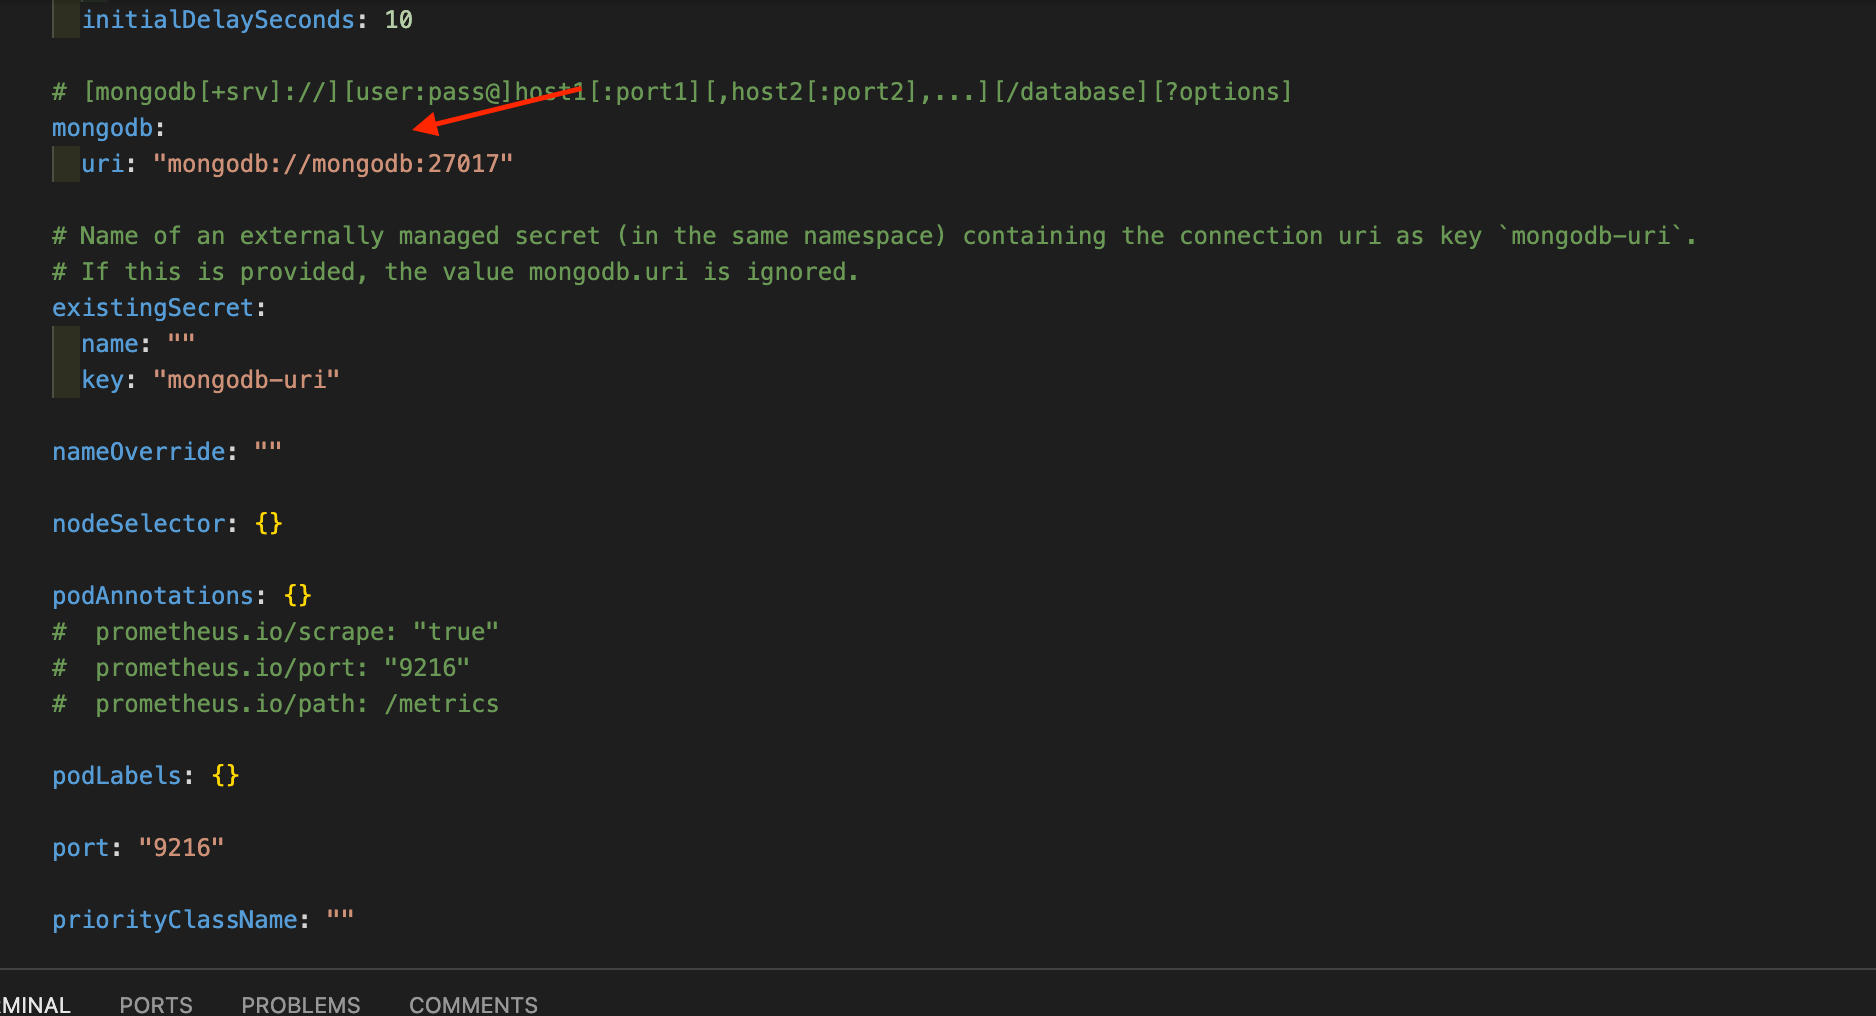 initialDelaySeconds: 10
# [mongodb[+srv]://][user:pass@]host1[:port1][,host2[:port2],...][/database][?options]
mongodb:
uri: "mongodb://mongodb:27017"
# Name of an externally managed secret (in the same namespace) containing the connection uri as key `mongodb-uri`.
# If this is provided, the value mongodb.uri is ignored.
existingSecret:
name: ""
key: "mongodb-uri"
nameOverride: ""
nodeSelector: {}
podAnnotations: {}
#  prometheus.io/scrape: "true"
#  prometheus.io/port: "9216"
#  prometheus.io/path: /metrics
podLabels: {}
port: "9216"
priorityClassName: ""
RMINAL PORTS PROBLEMS COMMENTS